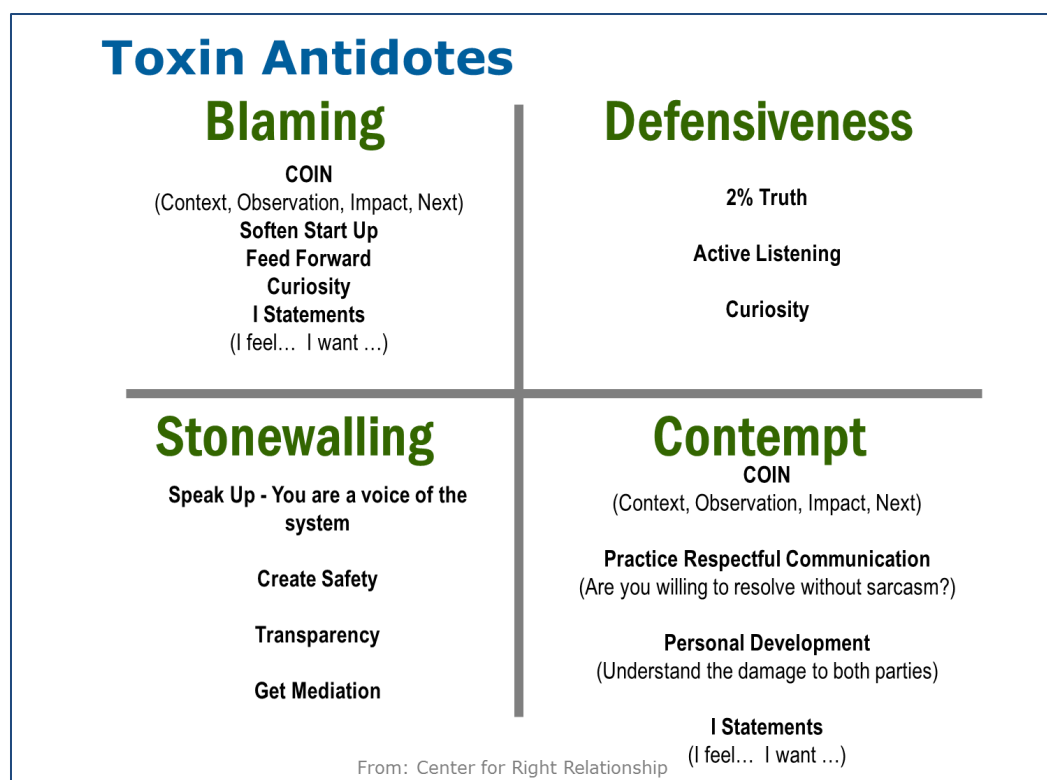 Toxin Antidotes
Blaming
COIN
(Context, Observation, Impact, Next)
Soften Start Up
Feed Forward
Curiosity
I Statements
(I feel… I want …)
Defensiveness
2% Truth
Active Listening
Curiosity
Stonewalling
Speak Up - You are a voice of the
system
Create Safety
Transparency
Get Mediation
Contempt
COIN
(Context, Observation, Impact, Next)
Practice Respectful Communication
(Are you willing to resolve without sarcasm?)
Personal Development
(Understand the damage to both parties)
I Statements
(I feel… I want …)
From: Center for Right Relationship